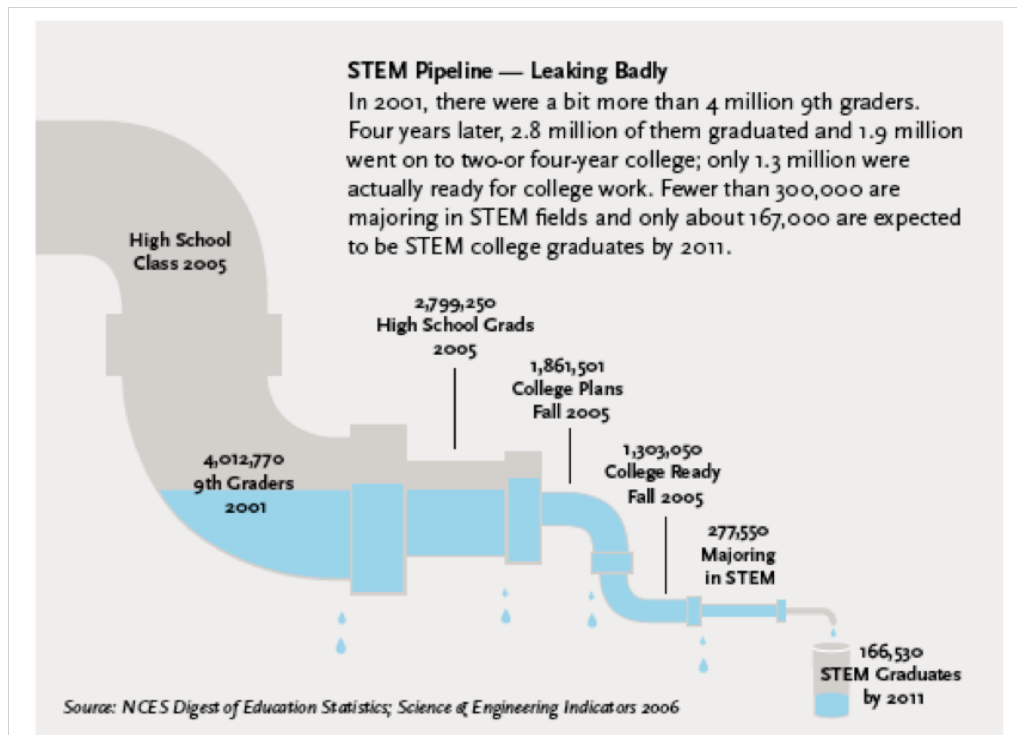 STEM Pipeline — Leaking Badly
In 2001, there were a bit more than 4 million 9th graders.
Four years later, 2.8 million of them graduated and 1.9 million
went on to two-or four-year college; only 1.3 million were
actually ready for college work. Fewer than 300,000 are
majoring in STEM fields and only about 167,000 are expected
to be STEM college graduates by 2011.
High School
Class 2005
2,799,250
High School Grads
2005
1,861,501
College Plans
Fall 2005
4,012,770
9th Graders
2001
1,303,050
College Ready
Fall 2005
277,550
Majoring
in STEM
166,530
STEM Graduates
by 2011
Source: NCES Digest of Education Statistics; Science & Engineering Indicators 2006